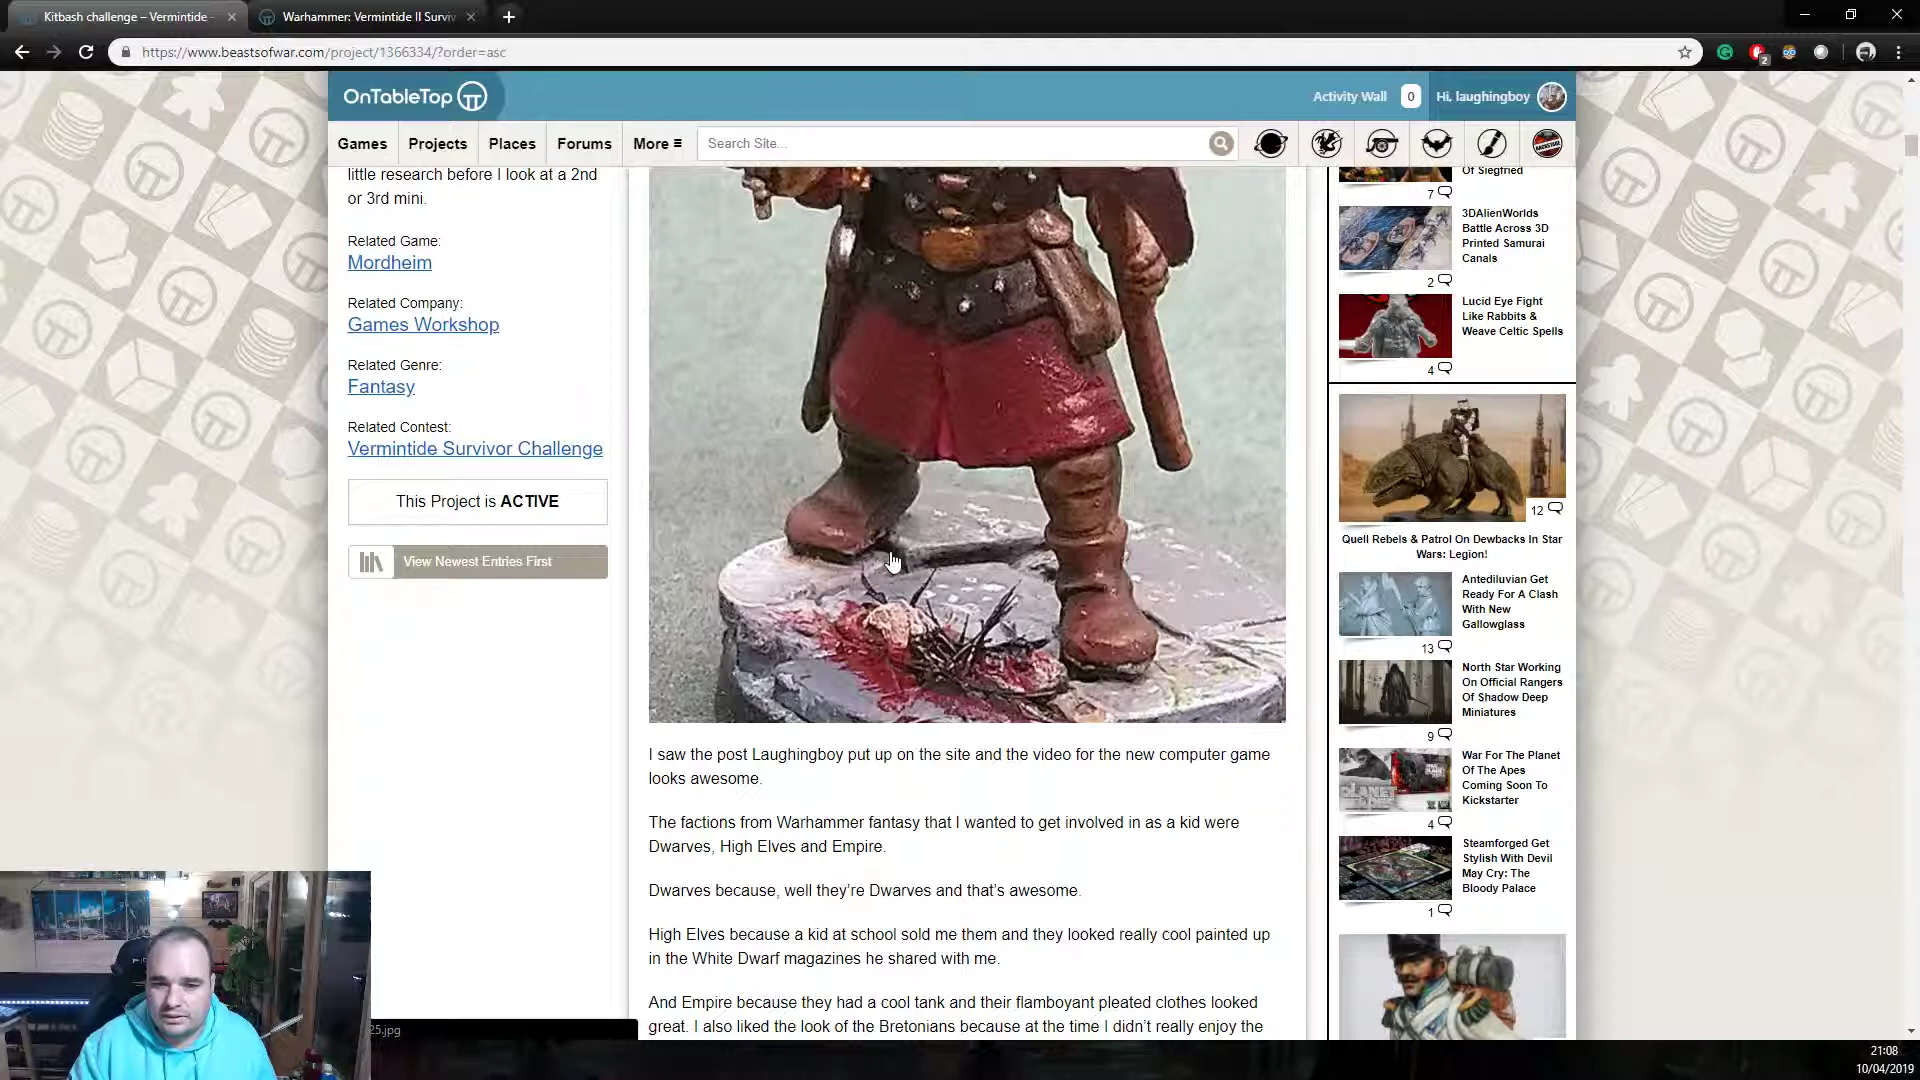 Kitbash challenge – Vermintide -
Warhammer: Vermintide II Surviv
https://www.beastsofwar.com/project/1366334/?order=asc
2
OnTableTop
Activity Wall 0 Hi, laughingboy
Games Projects Places Forums More ≡ Search Site...
BACKSTAGE
little research before I look at a 2nd
or 3rd mini.
Related Game:
Mordheim
Related Company:
Games Workshop
Related Genre:
Fantasy
Related Contest:
Vermintide Survivor Challenge
This Project is ACTIVE
View Newest Entries First
I saw the post Laughingboy put up on the site and the video for the new computer game
looks awesome.
The factions from Warhammer fantasy that I wanted to get involved in as a kid were
Dwarves, High Elves and Empire.
Dwarves because, well they're Dwarves and that's awesome.
High Elves because a kid at school sold me them and they looked really cool painted up
in the White Dwarf magazines he shared with me.
And Empire because they had a cool tank and their flamboyant pleated clothes looked
great. I also liked the look of the Bretonians because at the time I didn't really enjoy the
Of Siegfried
7
3DAlienWorlds
Battle Across 3D
Printed Samurai
Canals
2
Lucid Eye Fight
Like Rabbits &
Weave Celtic Spells
4
12
Quell Rebels & Patrol On Dewbacks In Star
Wars: Legion!
Antediluvian Get
Ready For A Clash
With New
Gallowglass
13
North Star Working
On Official Rangers
Of Shadow Deep
Miniatures
9
War For The Planet
Of The Apes
Coming Soon To
Kickstarter
4
Steamforged Get
Stylish With Devil
May Cry: The
Bloody Palace
1
25.jpg
21:08
10/04/2019